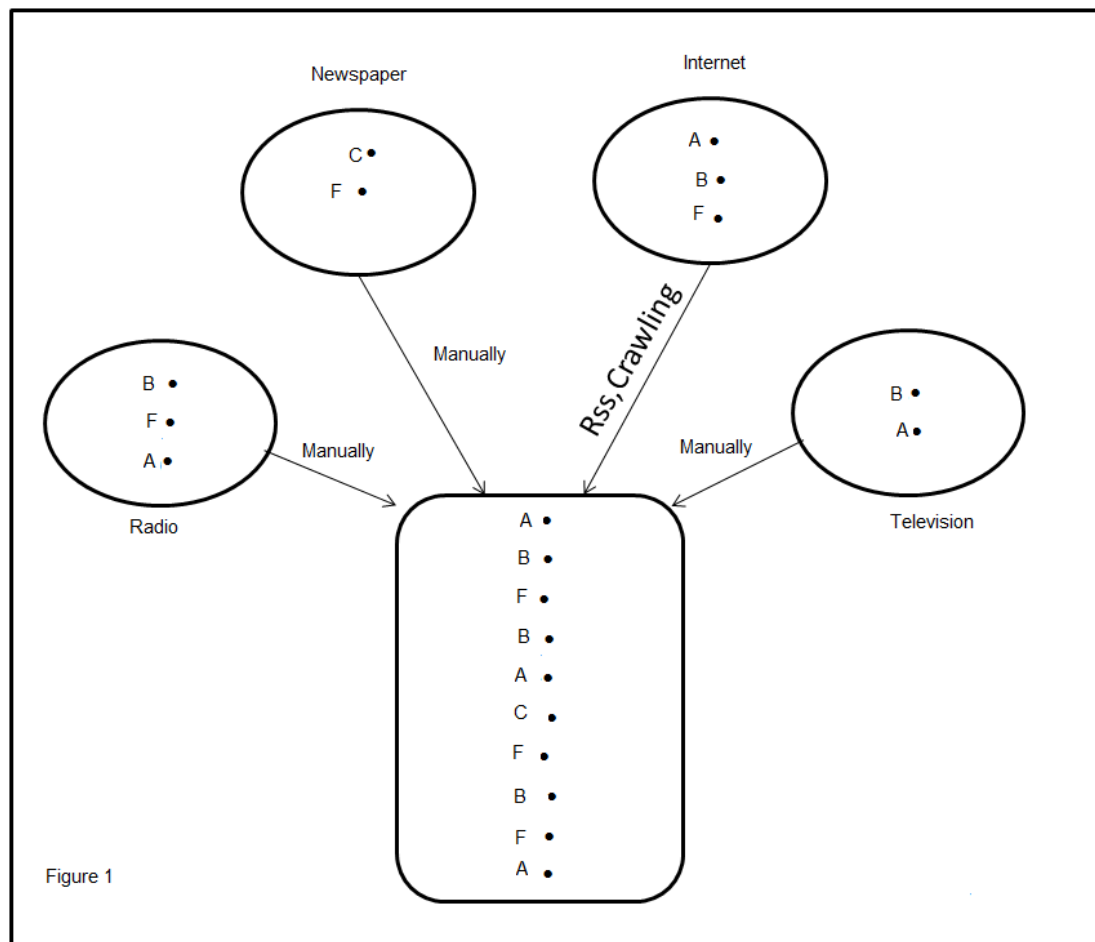 Newspaper
Internet
C
F
A
B
F
Rss, Crawling
Manually
B
F
A
Manually
Radio
B
A
Manually
Television
A
B
F
B
A
C
F
B
F
A
Figure 1